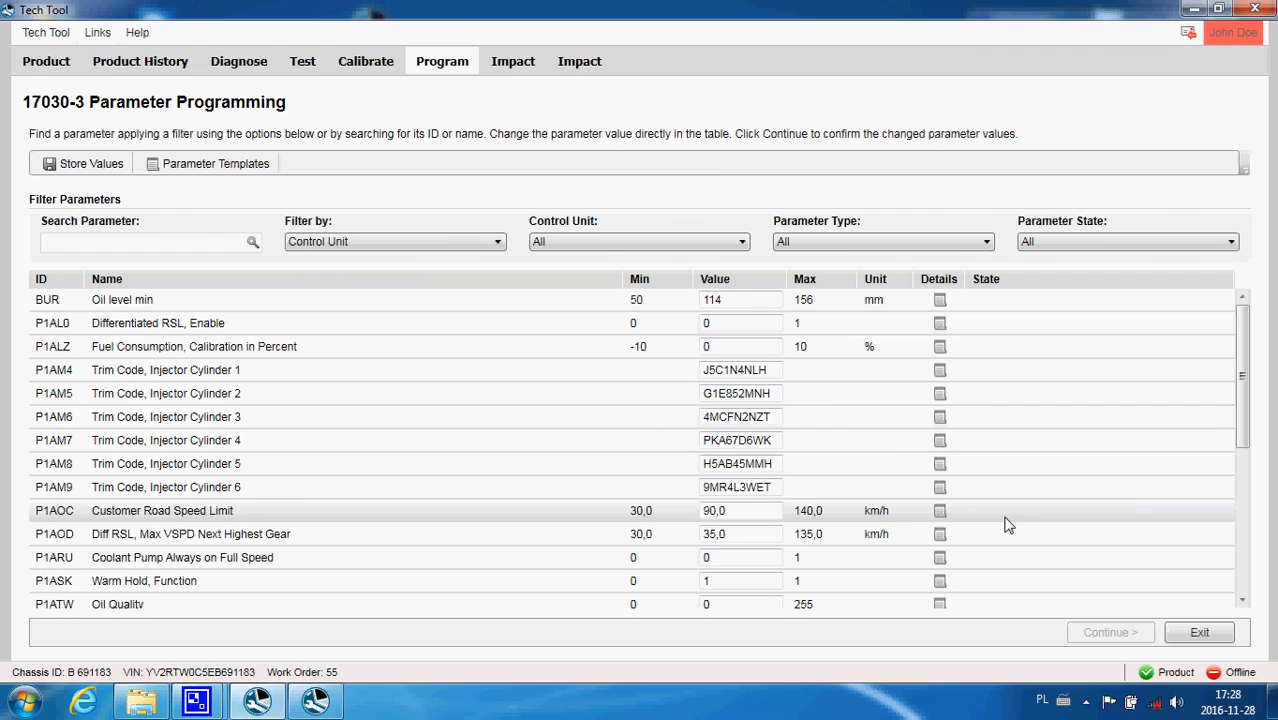 Tech Tool
Tech Tool Links Help John Doe
Product Product History Diagnose Test Calibrate Program Impact Impact
17030-3 Parameter Programming
Find a parameter applying a filter using the options below or by searching for its ID or name. Change the parameter value directly in the table. Click Continue to confirm the changed parameter values.
Store Values Parameter Templates
Filter Parameters
Search Parameter: Filter by: Control Unit: Parameter Type: Parameter State:
Control Unit All All All
ID Name Min Value Max Unit Details State
BUR Oil level min 50 114 156 mm
P1AL0 Differentiated RSL, Enable 0 0 1
P1ALZ Fuel Consumption, Calibration in Percent -10 0 10 %
P1AM4 Trim Code, Injector Cylinder 1 J5C1N4NLH
P1AM5 Trim Code, Injector Cylinder 2 G1E852MNH
P1AM6 Trim Code, Injector Cylinder 3 4MCFN2NZT
P1AM7 Trim Code, Injector Cylinder 4 PKA67D6WK
P1AM8 Trim Code, Injector Cylinder 5 H5AB45MMH
P1AM9 Trim Code, Injector Cylinder 6 9MR4L3WET
P1AOC Customer Road Speed Limit 30,0 90,0 140,0 km/h
P1AOD Diff RSL, Max VSPD Next Highest Gear 30,0 35,0 135,0 km/h
P1ARU Coolant Pump Always on Full Speed 0 0 1
P1ASK Warm Hold, Function 0 1 1
P1ATW Oil Quality 0 0 255
Continue > Exit
Chassis ID: B 691183 VIN: YV2RTW0C5EB691183 Work Order: 55 Product Offline
PL 17:28
2016-11-28